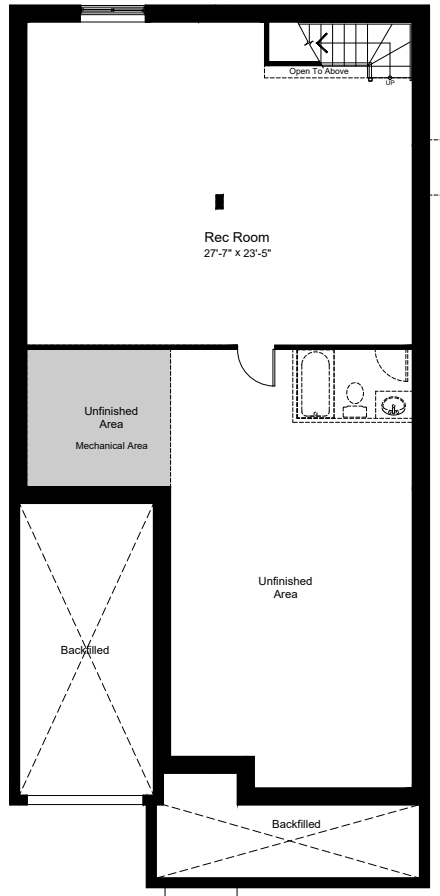 Open To Above
UP
Rec Room
27'-7" x 23'-5"
Unfinished
Area
Mechanical Area
Unfinished
Area
Backfilled
Backfilled